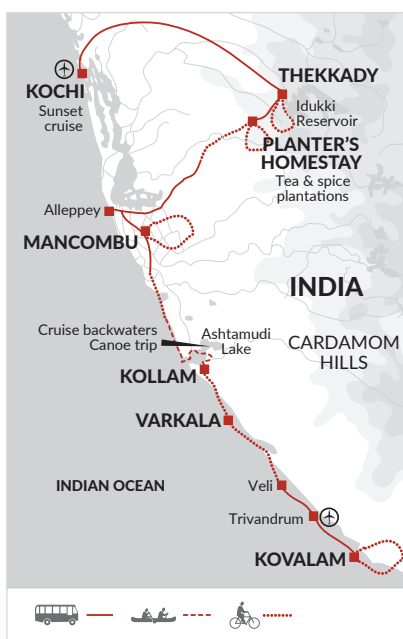 KOCHI
Sunset
cruise
THEKKADY
Idukki
Reservoir
PLANTER'S
HOMESTAY
Tea & spice
plantations
Alleppey
MANCOMBU
INDIA
CARDAMOM
HILLS
Cruise backwaters
Canoe trip
Ashtamudi
Lake
KOLLAM
VARKALA
INDIAN OCEAN
Veli
Trivandrum
KOVALAM